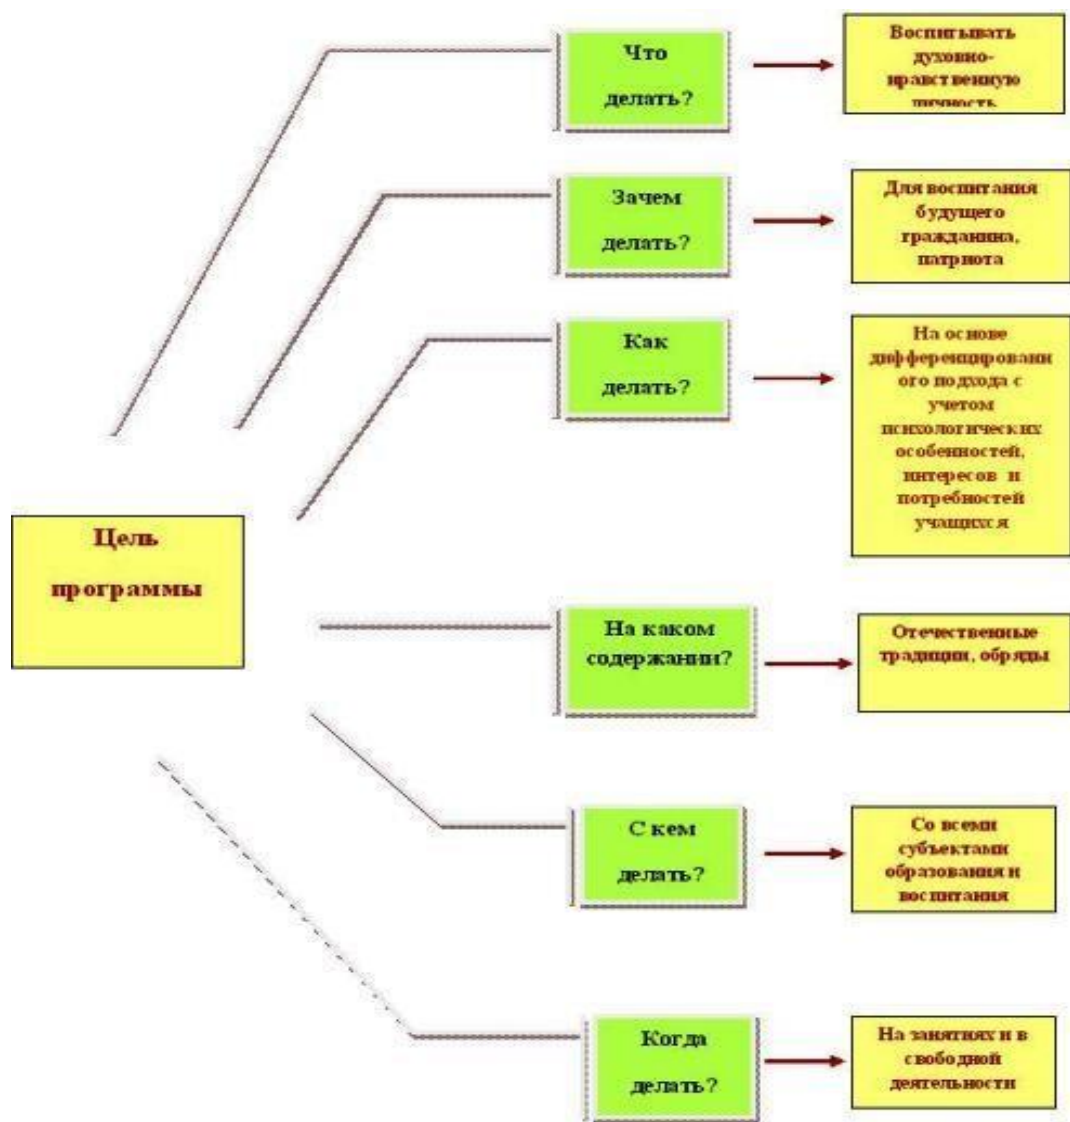 Что
делать?
Воспитывать
духовно-
нравственную
личность
Зачем
делать?
Для воспитания
будущего
гражданина,
патриота
Как
делать?
На основе
дифференцированн
ого подхода с
учетом
психологических
особенностей,
интересов и
потребностей
учащихся
Цель
программы
На каком
содержании?
Отечественные
традиции, обряды
С кем
делать?
Со всеми
субъектами
образования и
воспитания
Когда
делать?
На занятиях и в
свободной
деятельности